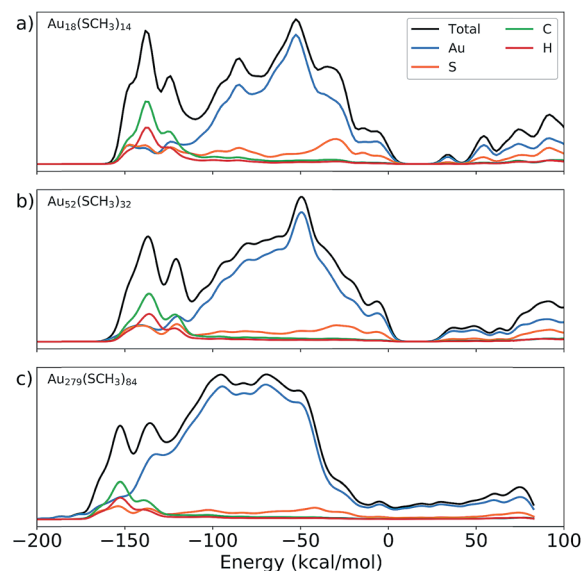 a) Au₁₈(SCH₃)₁₄
Total
Au
S
C
H
b) Au₅₂(SCH₃)₃₂
c) Au₂₇₉(SCH₃)₈₄
−200 −150 −100 −50 0 50 100
Energy (kcal/mol)